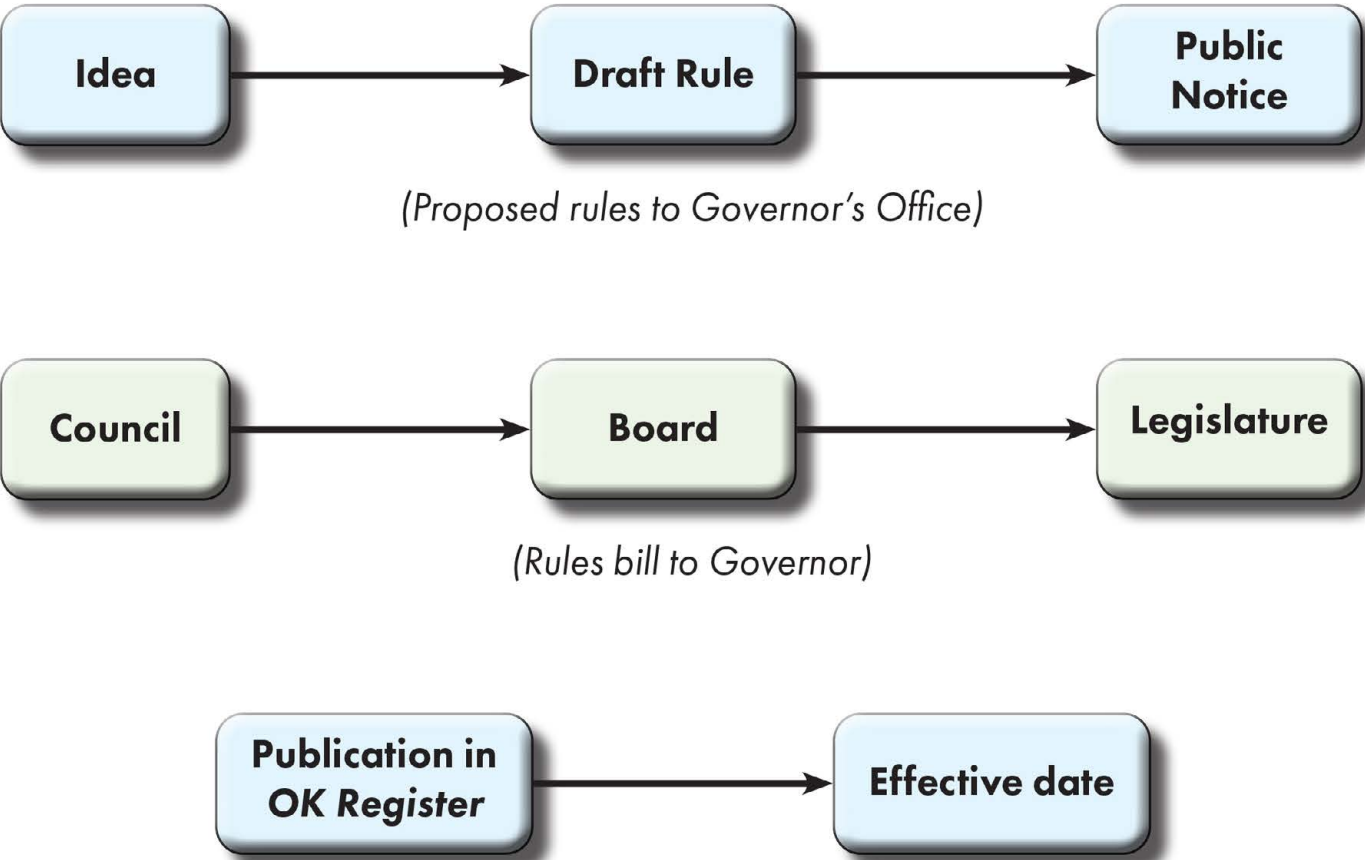 Idea
Draft Rule
Public
Notice
(Proposed rules to Governor's Office)
Council
Board
Legislature
(Rules bill to Governor)
Publication in
OK Register
Effective date